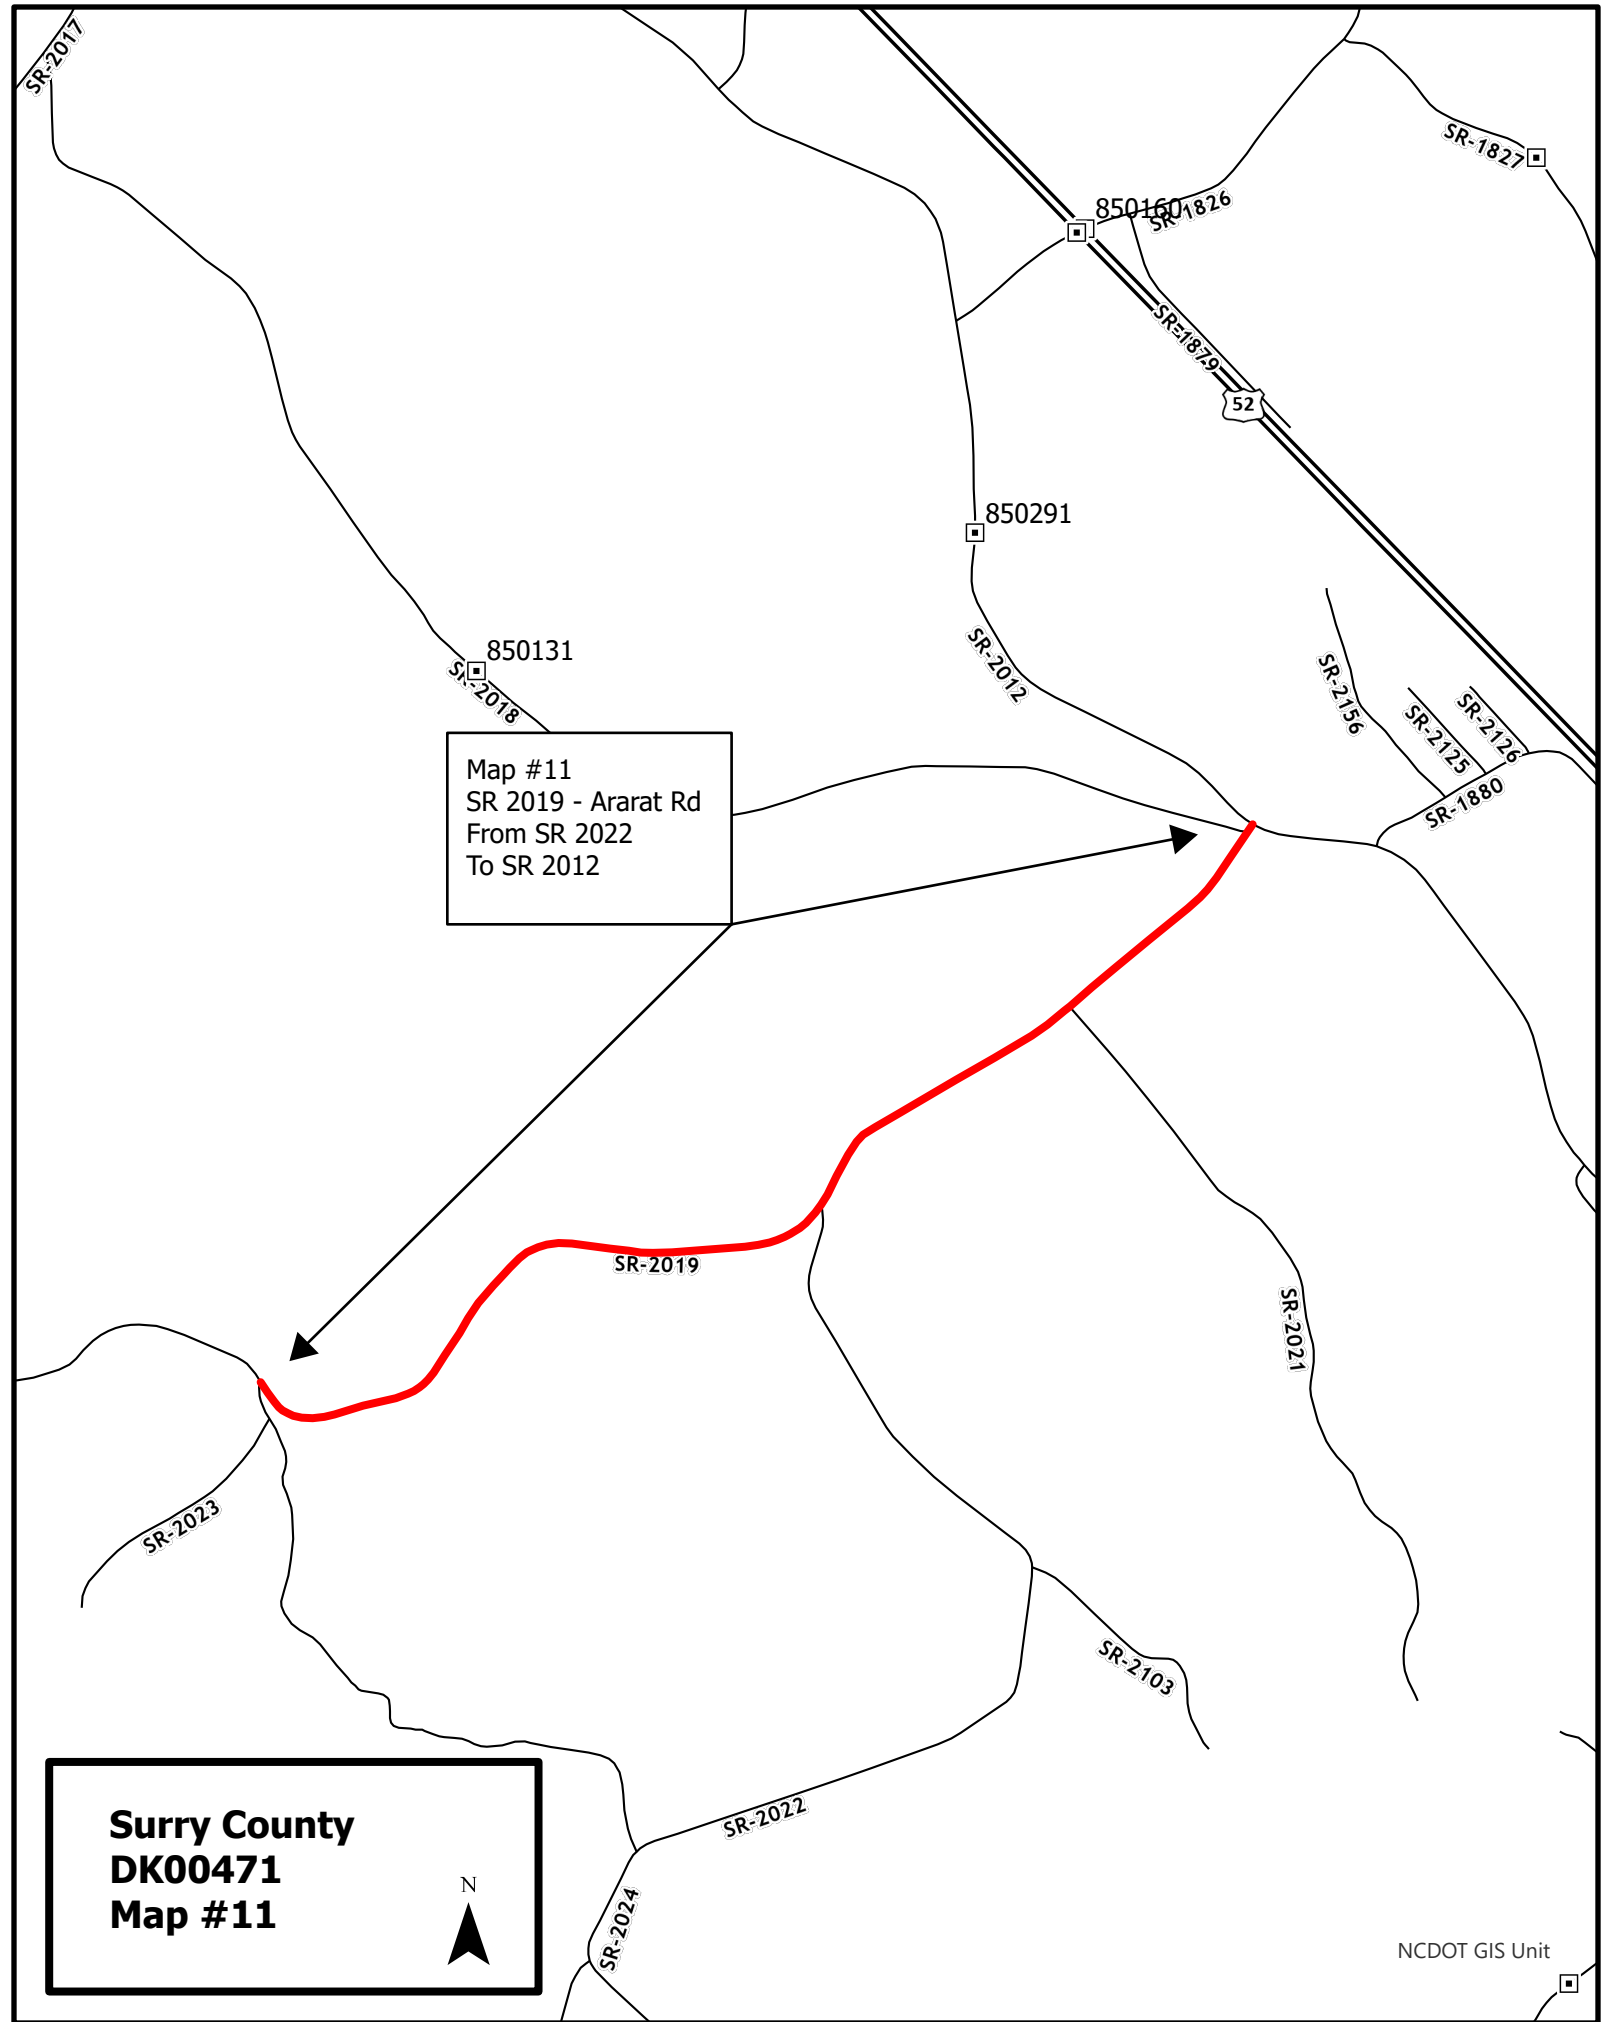 SR-2017
SR-1827
850160
SR-1826
SR-1879
52
850291
SR-2012
850131
SR-2018
SR-2156
SR-2125
SR-2126
SR-1880
Map #11
SR 2019 - Ararat Rd
From SR 2022
To SR 2012
SR-2019
SR-2021
SR-2023
SR-2103
SR-2022
SR-2024
Surry County
DK00471
Map #11
N
NCDOT GIS Unit